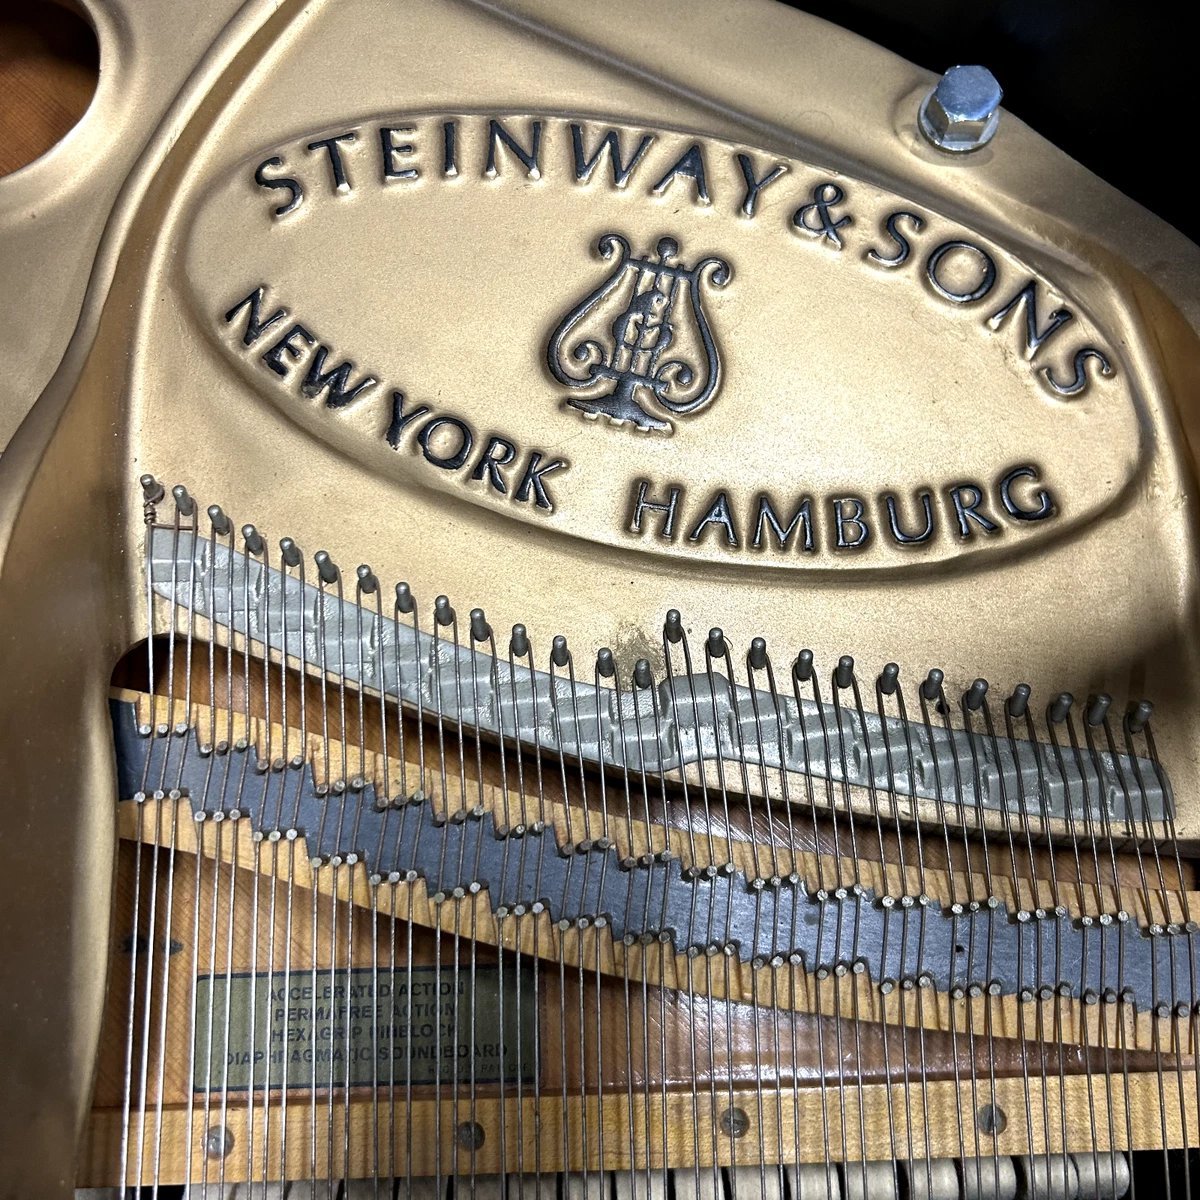 STEINWAY & SONS
NEW YORK HAMBURG
ACCELERATED ACTION
PERMAFREE ACTION
HEXAGRIP PINBLOCK
DIAPHRAGMATIC SOUNDBOARD